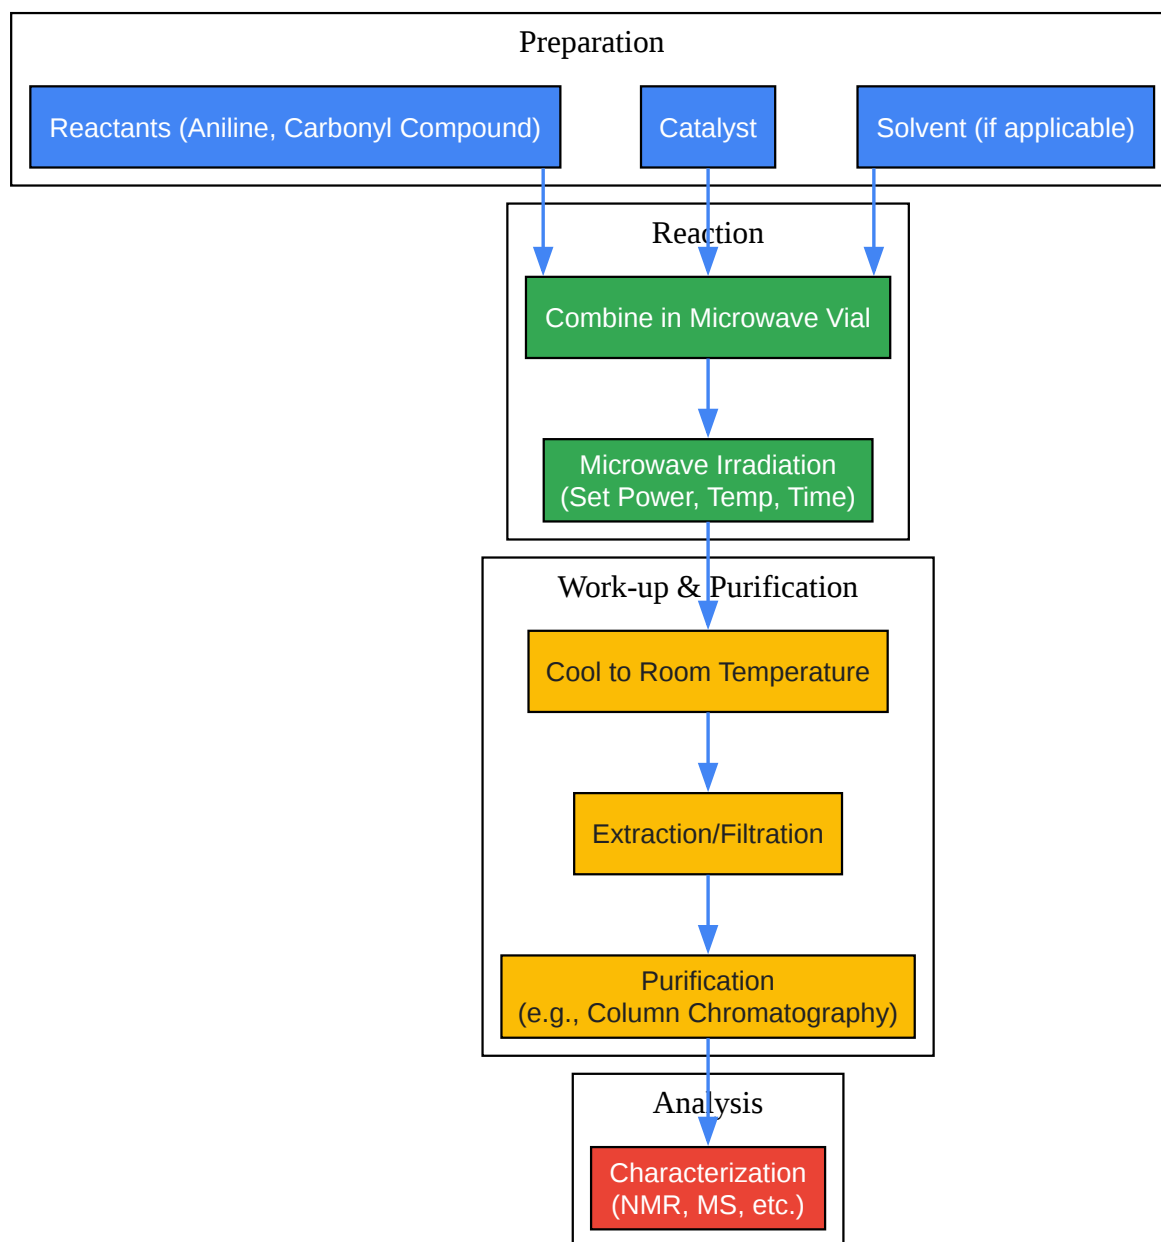 Preparation
Reactants (Aniline, Carbonyl Compound)
Catalyst
Solvent (if applicable)
Reaction
Combine in Microwave Vial
Microwave Irradiation
(Set Power, Temp, Time)
Work-up & Purification
Cool to Room Temperature
Extraction/Filtration
Purification
(e.g., Column Chromatography)
Analysis
Characterization
(NMR, MS, etc.)